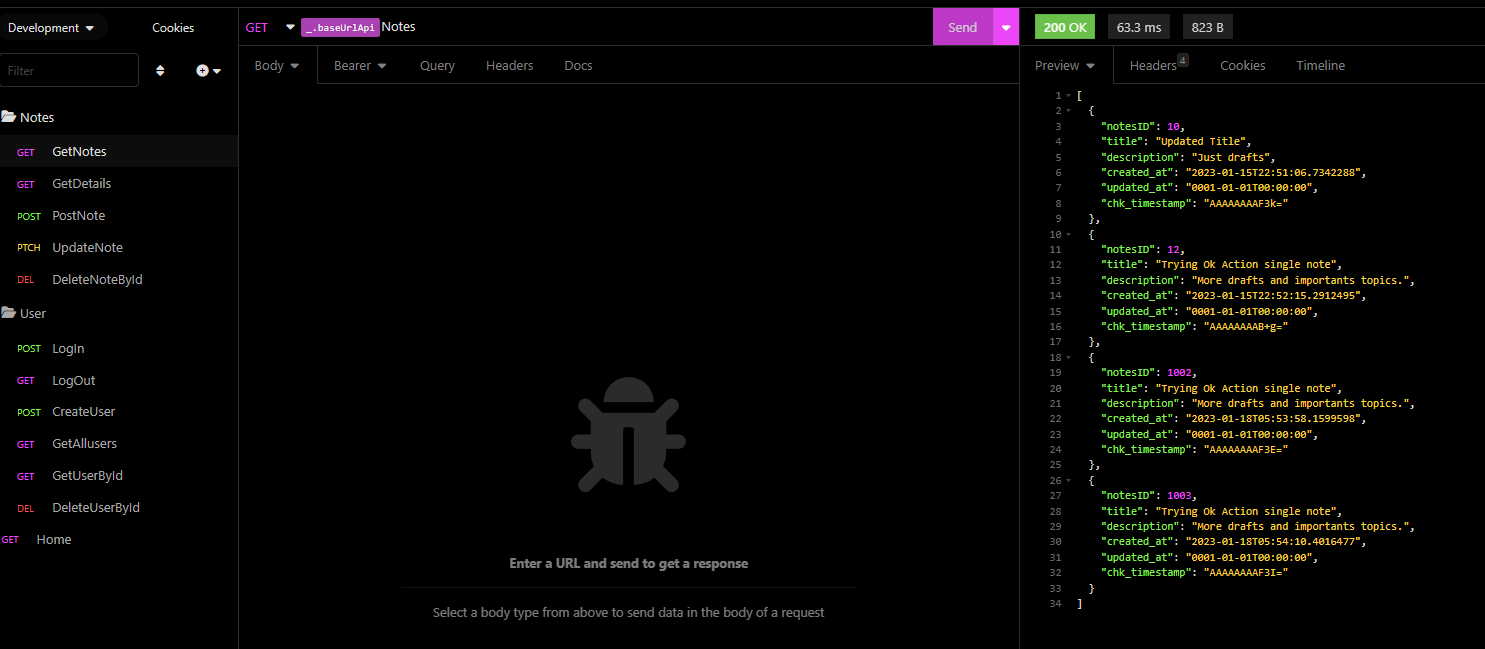 Development
Cookies
Filter
Notes
GET GetNotes
GET GetDetails
POST PostNote
PTCH UpdateNote
DEL DeleteNoteById
User
POST LogIn
GET LogOut
POST CreateUser
GET GetAllusers
GET GetUserById
DEL DeleteUserById
GET Home
GET _.baseUrlApi Notes
Send
Body
Bearer
Query
Headers
Docs
Enter a URL and send to get a response
Select a body type from above to send data in the body of a request
200 OK
63.3 ms
823 B
Preview
Headers 4
Cookies
Timeline
1 [
2 {
3 "notesID": 10,
4 "title": "Updated Title",
5 "description": "Just drafts",
6 "created_at": "2023-01-15T22:51:06.7342288",
7 "updated_at": "0001-01-01T00:00:00",
8 "chk_timestamp": "AAAAAAAAF3k="
9 },
10 {
11 "notesID": 12,
12 "title": "Trying Ok Action single note",
13 "description": "More drafts and importants topics.",
14 "created_at": "2023-01-15T22:52:15.2912495",
15 "updated_at": "0001-01-01T00:00:00",
16 "chk_timestamp": "AAAAAAAAB+g="
17 },
18 {
19 "notesID": 1002,
20 "title": "Trying Ok Action single note",
21 "description": "More drafts and importants topics.",
22 "created_at": "2023-01-18T05:53:58.1599598",
23 "updated_at": "0001-01-01T00:00:00",
24 "chk_timestamp": "AAAAAAAAF3E="
25 },
26 {
27 "notesID": 1003,
28 "title": "Trying Ok Action single note",
29 "description": "More drafts and importants topics.",
30 "created_at": "2023-01-18T05:54:10.4016477",
31 "updated_at": "0001-01-01T00:00:00",
32 "chk_timestamp": "AAAAAAAAF3I="
33 }
34 ]